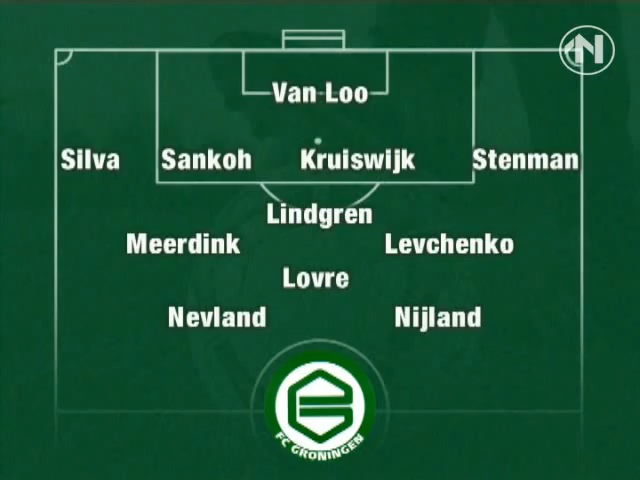 N
Van Loo
Silva Sankoh Kruiswijk Stenman
Lindgren
Meerdink Levchenko
Lovre
Nevland Nijland
FC GRONINGEN